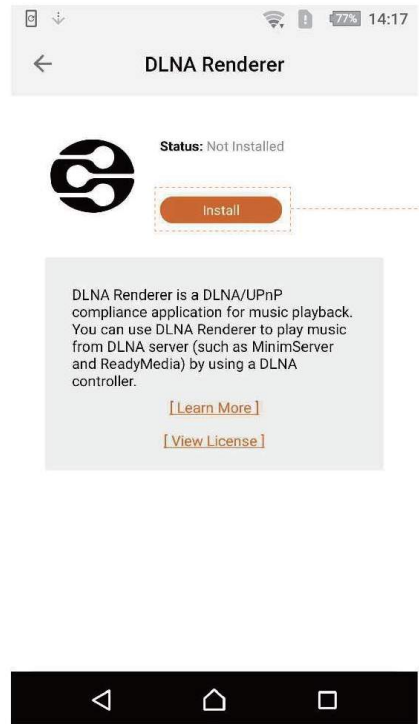 77% 14:17
DLNA Renderer
Status: Not Installed
Install
DLNA Renderer is a DLNA/UPnP
compliance application for music playback.
You can use DLNA Renderer to play music
from DLNA server (such as MinimServer
and ReadyMedia) by using a DLNA
controller.
[ Learn More ]
[ View License ]